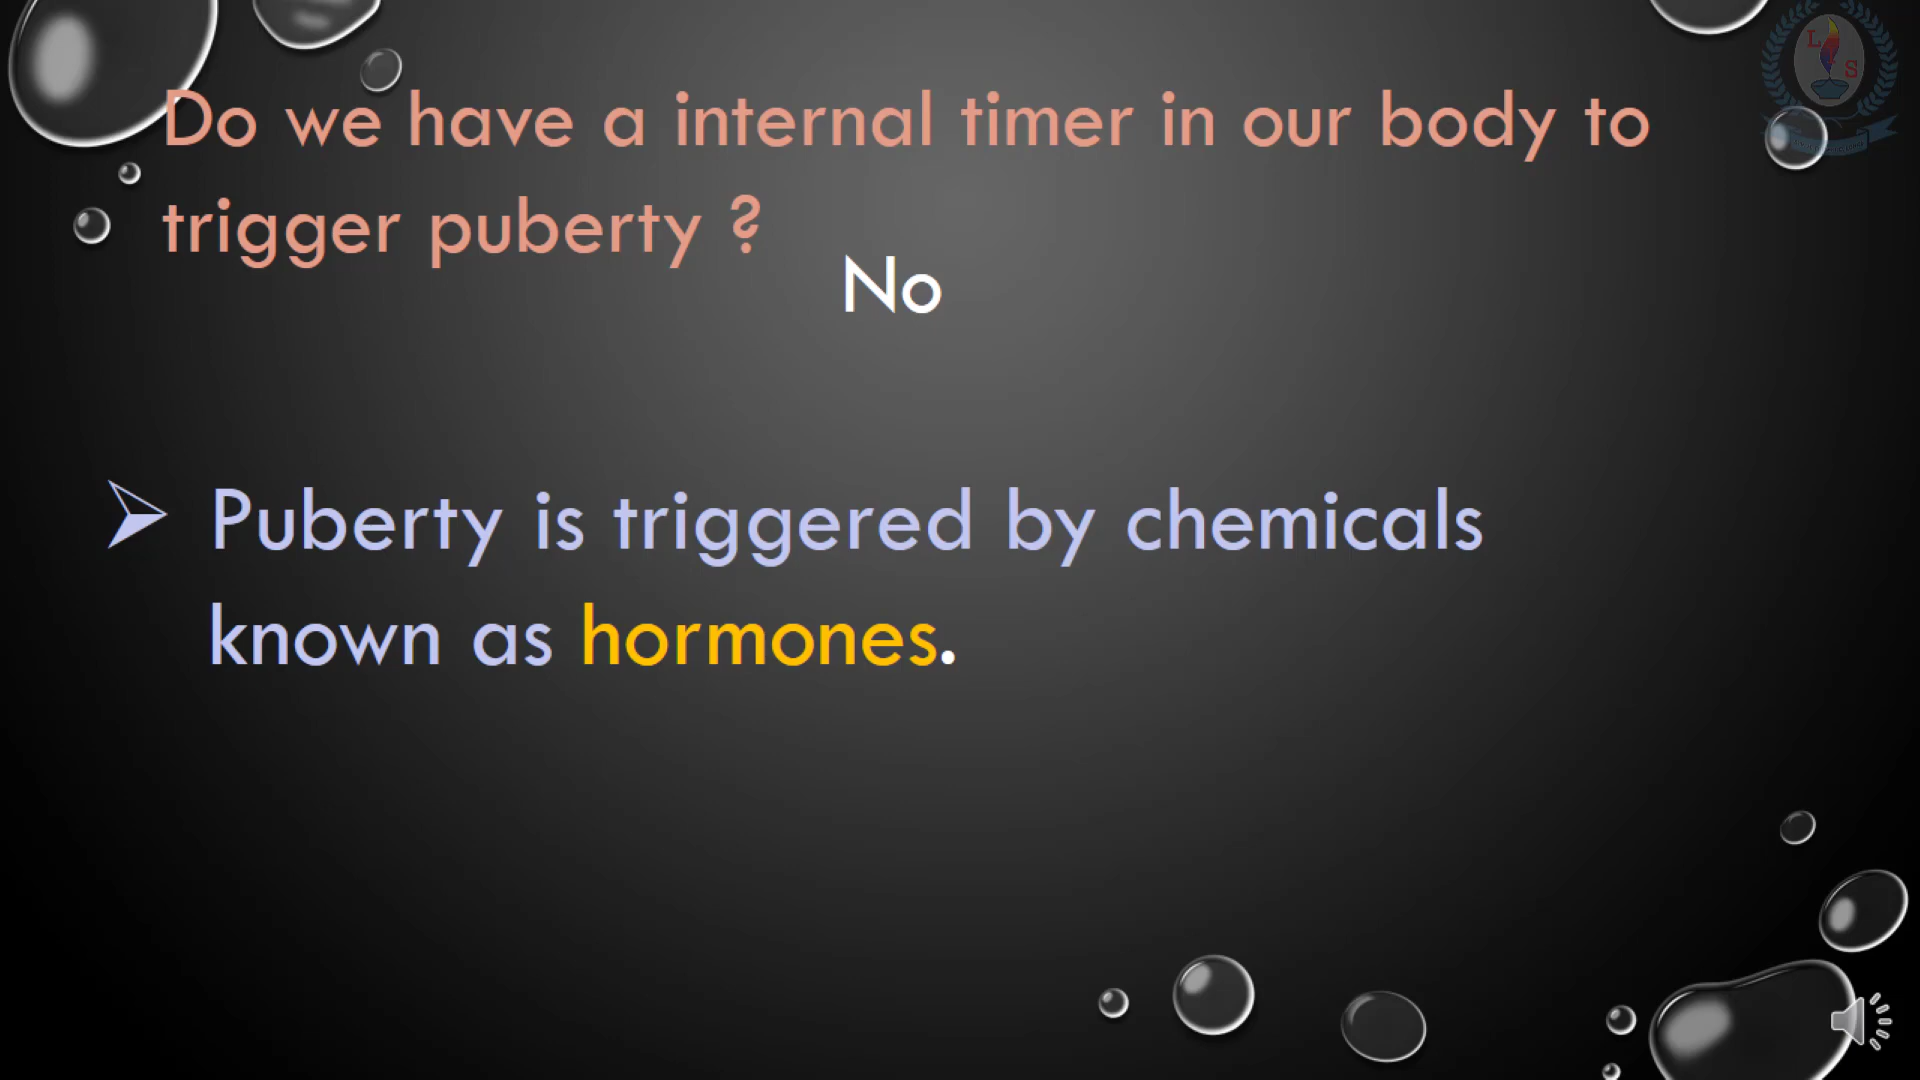 Do we have a internal timer in our body to
trigger puberty ?
No
Puberty is triggered by chemicals
known as hormones.
L
S